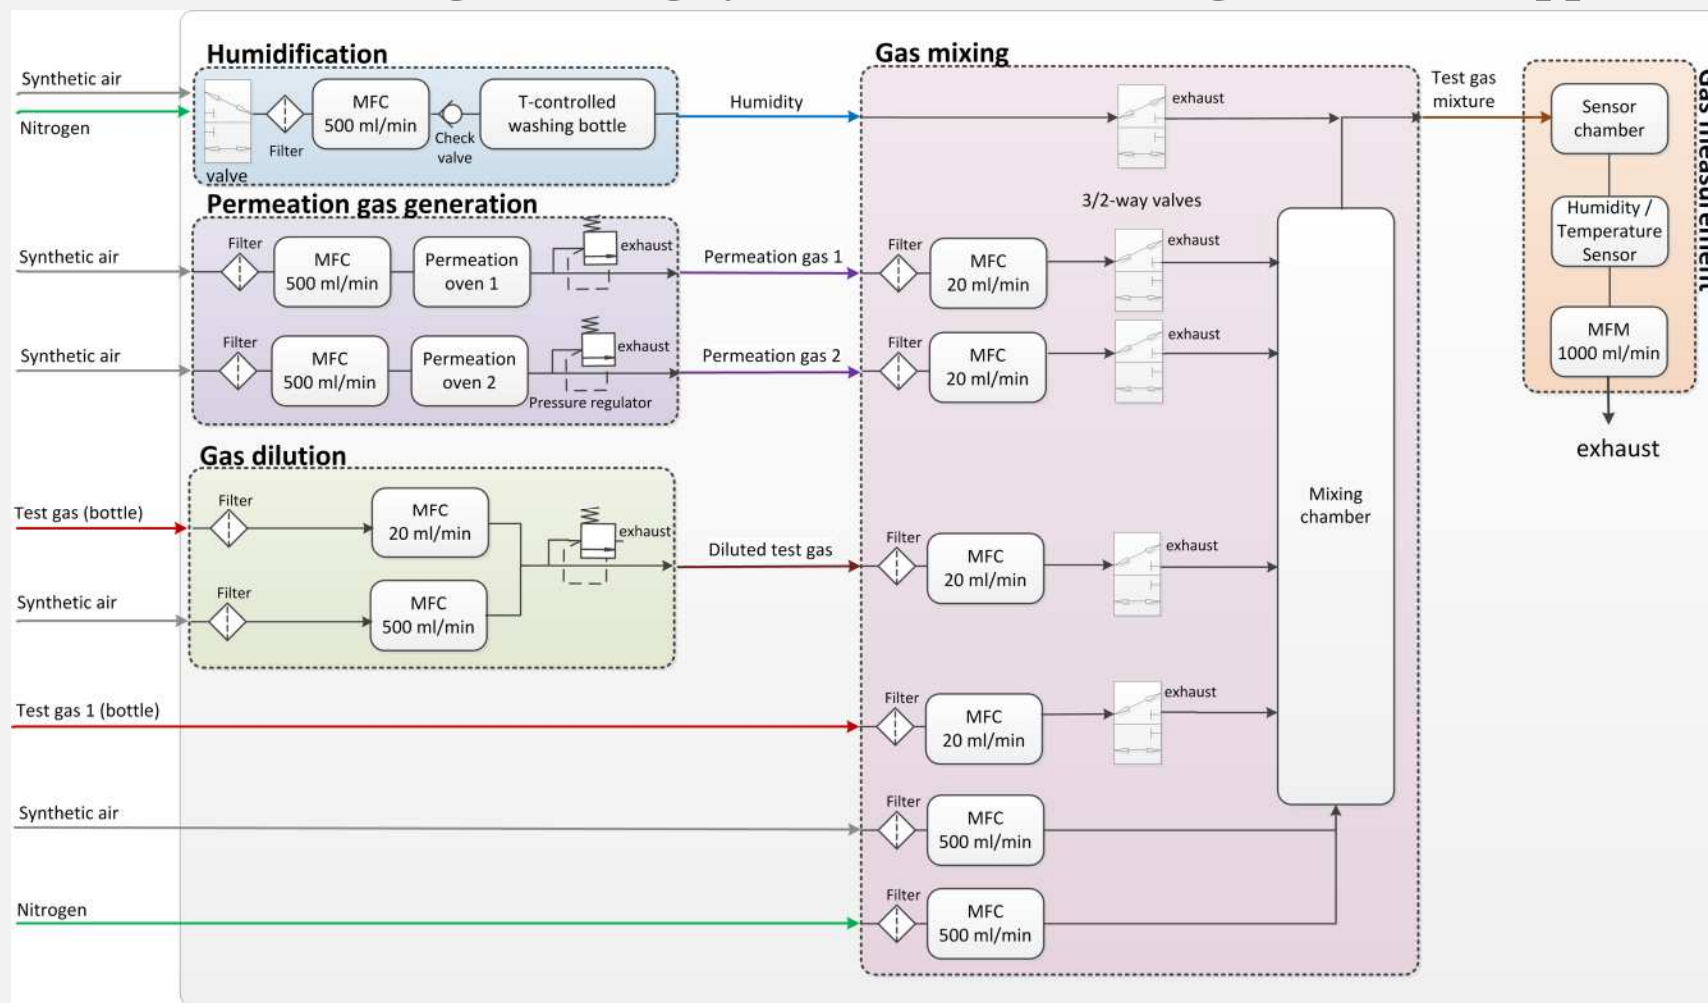 Humidification
Synthetic air
Nitrogen
Filter
MFC
500 ml/min
Check
valve
T-controlled
washing bottle
valve
Humidity
Permeation gas generation
Synthetic air
Filter
MFC
500 ml/min
Permeation
oven 1
exhaust
Permeation gas 1
Synthetic air
Filter
MFC
500 ml/min
Permeation
oven 2
exhaust
Pressure regulator
Permeation gas 2
Gas dilution
Test gas (bottle)
Filter
MFC
20 ml/min
exhaust
Diluted test gas
Synthetic air
Filter
MFC
500 ml/min
Test gas 1 (bottle)
Synthetic air
Nitrogen
Gas mixing
exhaust
3/2-way valves
Filter
MFC
20 ml/min
exhaust
Filter
MFC
20 ml/min
exhaust
Filter
MFC
20 ml/min
exhaust
Filter
MFC
20 ml/min
exhaust
Filter
MFC
500 ml/min
Filter
MFC
500 ml/min
Mixing
chamber
Test gas
mixture
Gas measurement
Sensor
chamber
Humidity /
Temperature
Sensor
MFM
1000 ml/min
exhaust